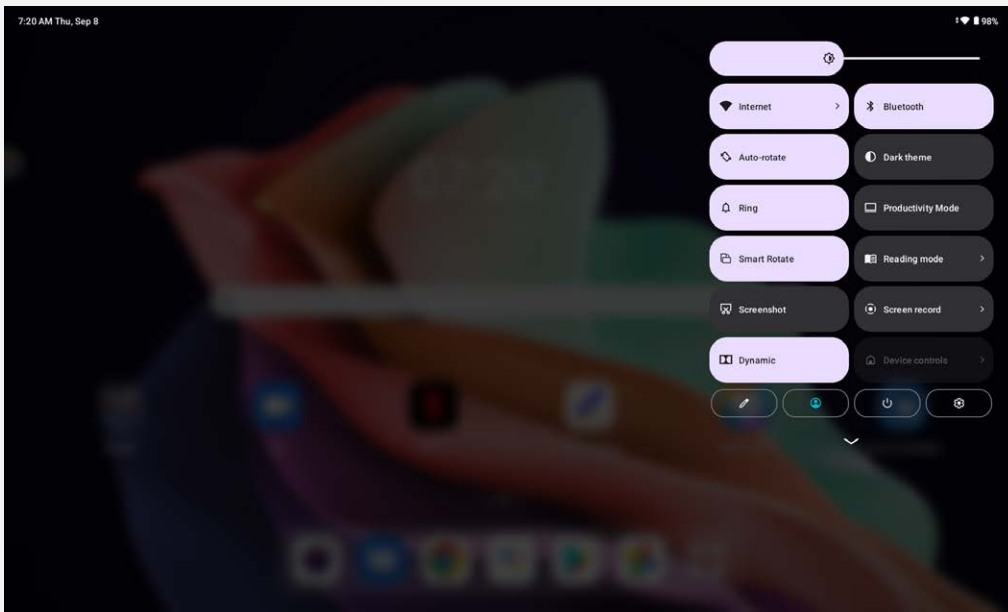 7:20 AM Thu, Sep 8
98%
Internet
Bluetooth
Auto-rotate
Dark theme
Ring
Productivity Mode
Smart Rotate
Reading mode
Screenshot
Screen record
Dynamic
Device controls